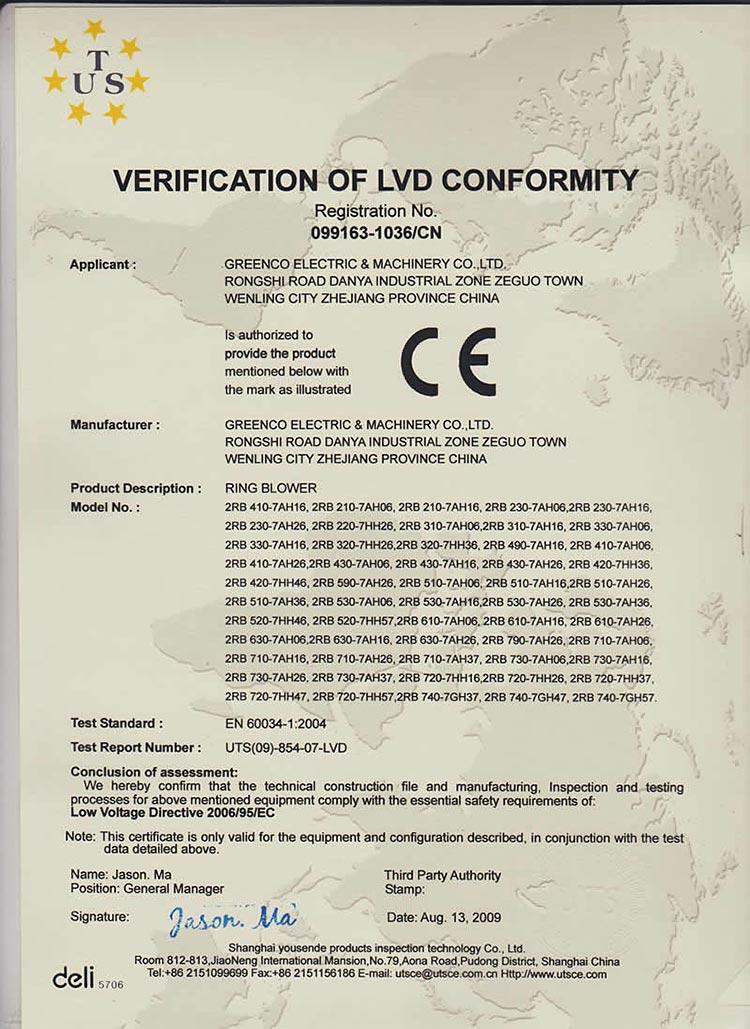 T
U S
VERIFICATION OF LVD CONFORMITY
Registration No.
099163-1036/CN
Applicant : GREENCO ELECTRIC & MACHINERY CO.,LTD.
RONGSHI ROAD DANYA INDUSTRIAL ZONE ZEGUO TOWN
WENLING CITY ZHEJIANG PROVINCE CHINA
Is authorized to
provide the product
mentioned below with
the mark as illustrated
CE
Manufacturer : GREENCO ELECTRIC & MACHINERY CO.,LTD.
RONGSHI ROAD DANYA INDUSTRIAL ZONE ZEGUO TOWN
WENLING CITY ZHEJIANG PROVINCE CHINA
Product Description : RING BLOWER
Model No. : 2RB 410-7AH16, 2RB 210-7AH06, 2RB 210-7AH16, 2RB 230-7AH06,2RB 230-7AH16,
2RB 230-7AH26, 2RB 220-7HH26, 2RB 310-7AH06,2RB 310-7AH16, 2RB 330-7AH06,
2RB 330-7AH16, 2RB 320-7HH26,2RB 320-7HH36, 2RB 490-7AH16, 2RB 410-7AH06,
2RB 410-7AH26,2RB 430-7AH06, 2RB 430-7AH16, 2RB 430-7AH26, 2RB 420-7HH36,
2RB 420-7HH46, 2RB 590-7AH26, 2RB 510-7AH06, 2RB 510-7AH16,2RB 510-7AH26,
2RB 510-7AH36, 2RB 530-7AH06, 2RB 530-7AH16,2RB 530-7AH26, 2RB 530-7AH36,
2RB 520-7HH46, 2RB 520-7HH57,2RB 610-7AH06, 2RB 610-7AH16, 2RB 610-7AH26,
2RB 630-7AH06,2RB 630-7AH16, 2RB 630-7AH26, 2RB 790-7AH26, 2RB 710-7AH06,
2RB 710-7AH16, 2RB 710-7AH26, 2RB 710-7AH37, 2RB 730-7AH06,2RB 730-7AH16,
2RB 730-7AH26, 2RB 730-7AH37, 2RB 720-7HH16,2RB 720-7HH26, 2RB 720-7HH37,
2RB 720-7HH47, 2RB 720-7HH57,2RB 740-7GH37, 2RB 740-7GH47, 2RB 740-7GH57.
Test Standard : EN 60034-1:2004
Test Report Number : UTS(09)-854-07-LVD
Conclusion of assessment:
We hereby confirm that the technical construction file and manufacturing, Inspection and testing
processes for above mentioned equipment comply with the essential safety requirements of:
Low Voltage Directive 2006/95/EC
Note: This certificate is only valid for the equipment and configuration described, in conjunction with the test
data detailed above.
Name: Jason. Ma Third Party Authority
Position: General Manager Stamp:
Signature: Jason. Ma Date: Aug. 13, 2009
Shanghai yousende products inspection technology Co., Ltd.
Room 812-813,JiaoNeng International Mansion,No.79,Aona Road,Pudong District, Shanghai China
Tel:+86 2151099699 Fax:+86 2151156186 E-mail: utsce@utsce.com.cn Http://www.utsce.com
deli 5706